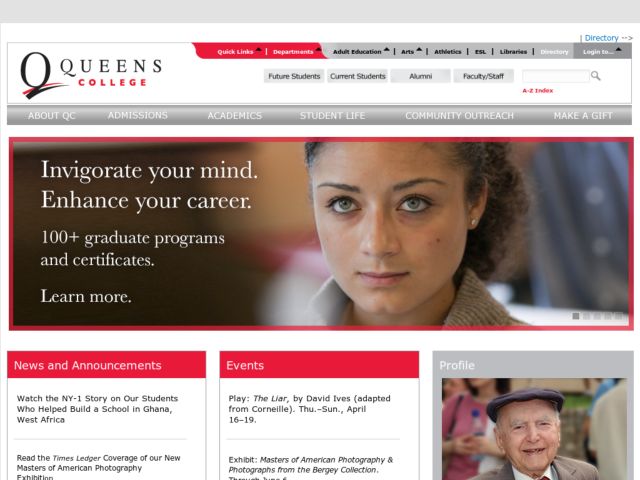 | Directory -->
QUEENS
COLLEGE
Quick Links | Departments | Adult Education | Arts | Athletics | ESL | Libraries | Directory | Login to...
Future Students Current Students Alumni Faculty/Staff
A-Z Index
ABOUT QC ADMISSIONS ACADEMICS STUDENT LIFE COMMUNITY OUTREACH MAKE A GIFT
Invigorate your mind.
Enhance your career.
100+ graduate programs
and certificates.
Learn more.
News and Announcements
Watch the NY-1 Story on Our Students
Who Helped Build a School in Ghana,
West Africa
Read the Times Ledger Coverage of our New
Masters of American Photography
Exhibition
Events
Play: The Liar, by David Ives (adapted
from Corneille). Thu.–Sun., April
16–19.
Exhibit: Masters of American Photography &
Photographs from the Bergey Collection.
Through June 6
Profile